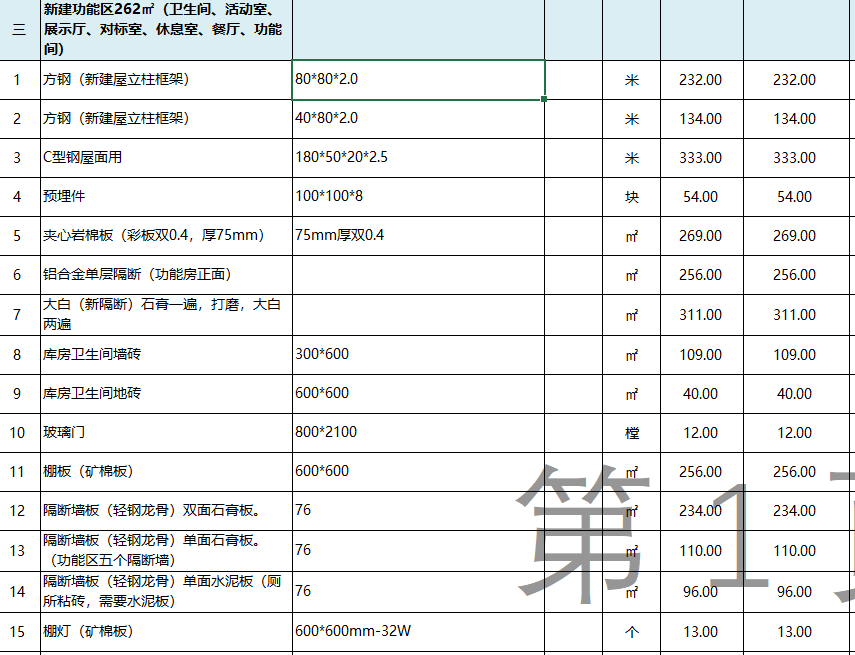 三 新建功能区262㎡（卫生间、活动室、
展示厅、对标室、休息室、餐厅、功能
间）
1 方钢（新建屋立柱框架） 80*80*2.0 米 232.00 232.00
2 方钢（新建屋立柱框架） 40*80*2.0 米 134.00 134.00
3 C型钢屋面用 180*50*20*2.5 米 333.00 333.00
4 预埋件 100*100*8 块 54.00 54.00
5 夹心岩棉板（彩板双0.4，厚75mm） 75mm厚双0.4 ㎡ 269.00 269.00
6 铝合金单层隔断（功能房正面） ㎡ 256.00 256.00
7 大白（新隔断）石膏一遍，打磨，大白
两遍 ㎡ 311.00 311.00
8 库房卫生间墙砖 300*600 ㎡ 109.00 109.00
9 库房卫生间地砖 600*600 ㎡ 40.00 40.00
10 玻璃门 800*2100 樘 12.00 12.00
11 棚板（矿棉板） 600*600 ㎡ 256.00 256.00
12 隔断墙板（轻钢龙骨）双面石膏板。 76 ㎡ 234.00 234.00
13 隔断墙板（轻钢龙骨）单面石膏板。
（功能区五个隔断墙） 76 ㎡ 110.00 110.00
14 隔断墙板（轻钢龙骨）单面水泥板（厕
所粘砖，需要水泥板） 76 ㎡ 96.00 96.00
15 棚灯（矿棉板） 600*600mm-32W 个 13.00 13.00
第 1